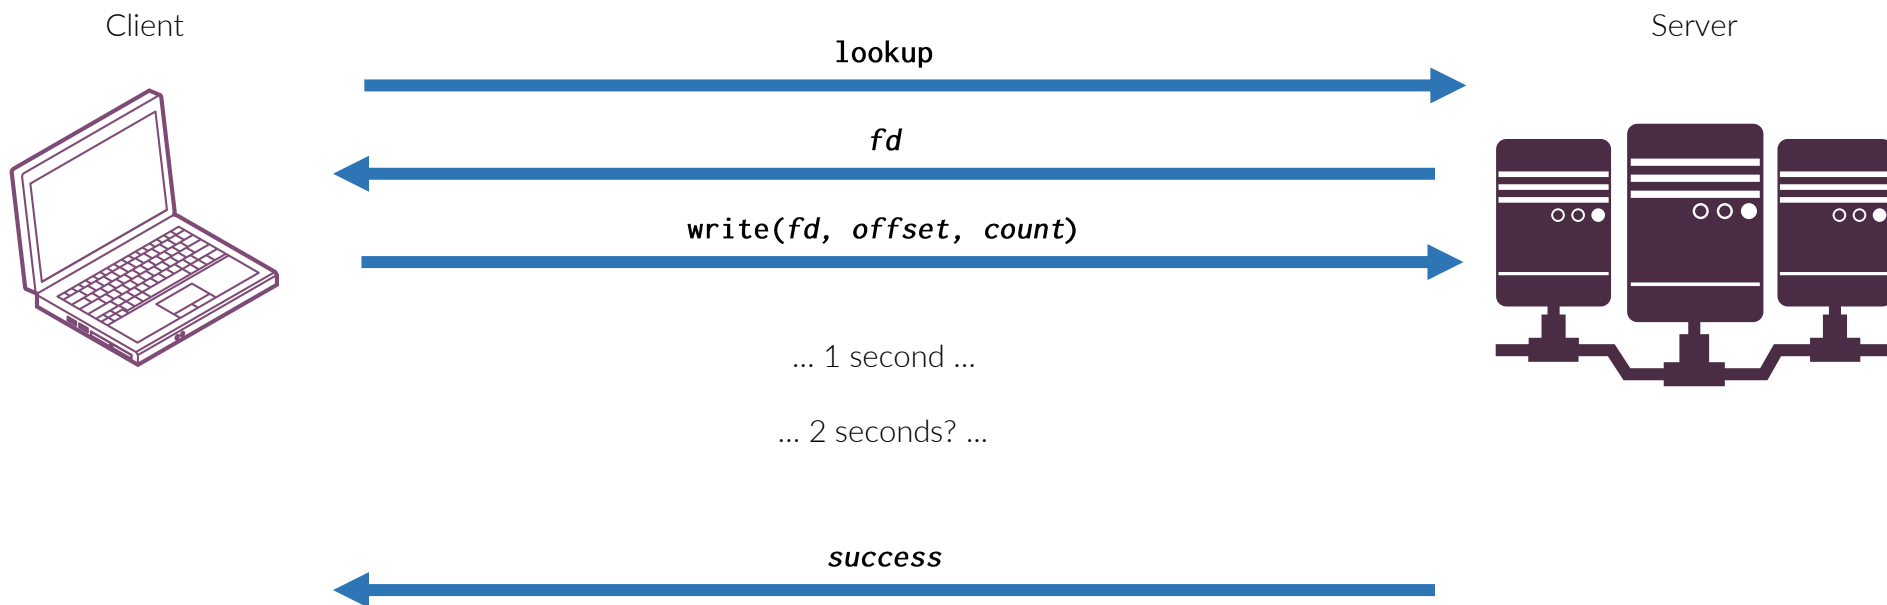 Client
Server
lookup
fd
write(fd, offset, count)
... 1 second ...
... 2 seconds? ...
success